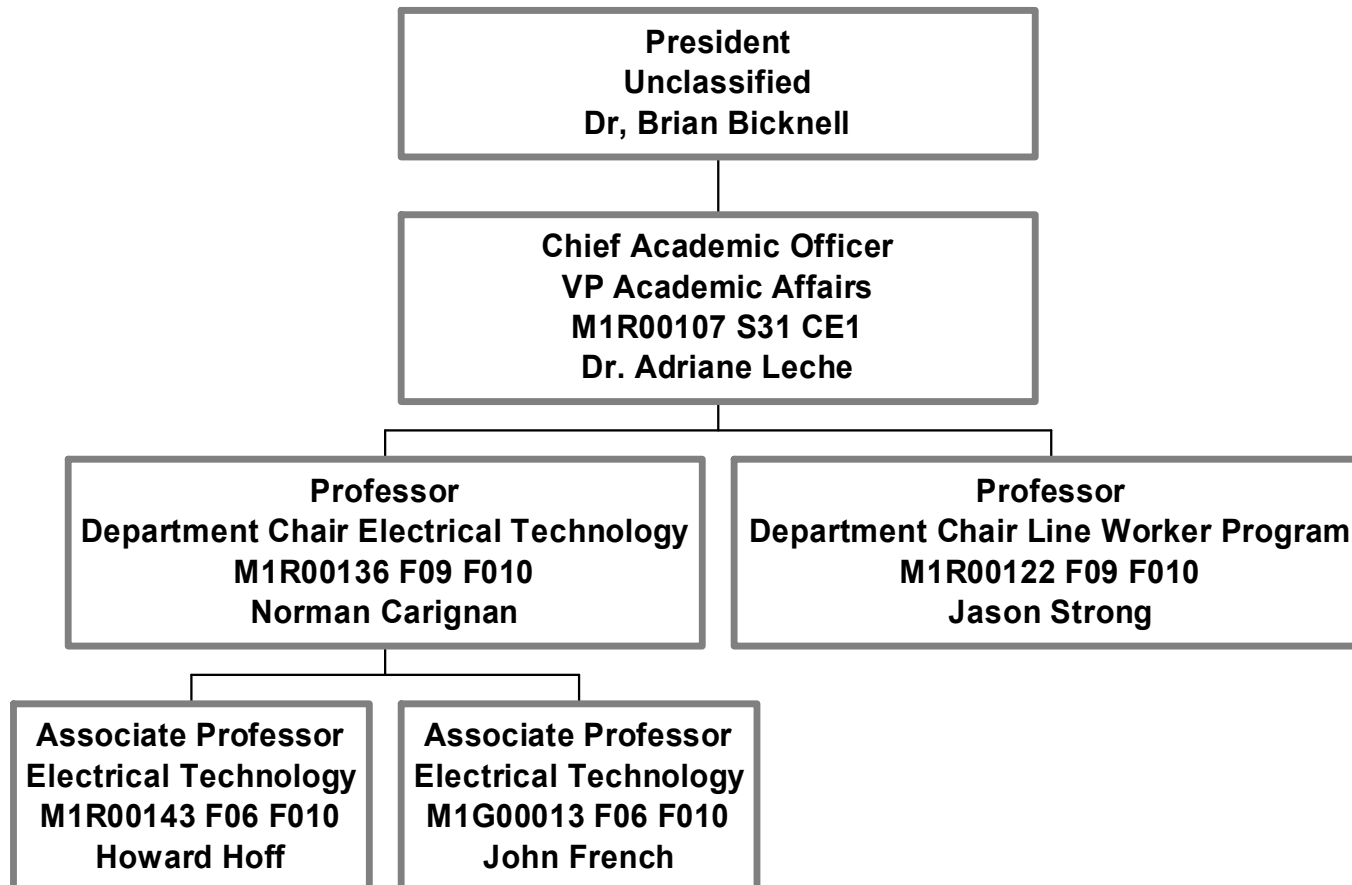 President
Unclassified
Dr, Brian Bicknell
Chief Academic Officer
VP Academic Affairs
M1R00107 S31 CE1
Dr. Adriane Leche
Professor
Department Chair Electrical Technology
M1R00136 F09 F010
Norman Carignan
Professor
Department Chair Line Worker Program
M1R00122 F09 F010
Jason Strong
Associate Professor
Electrical Technology
M1R00143 F06 F010
Howard Hoff
Associate Professor
Electrical Technology
M1G00013 F06 F010
John French